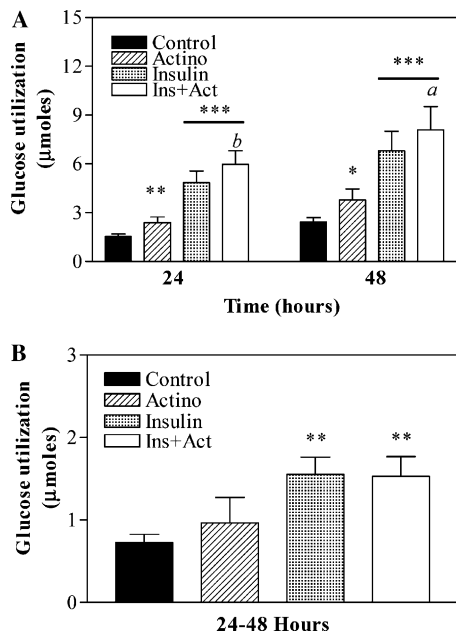 A
Glucose utilization
(µmoles)
15
12
9
6
3
0
Control
Actino
Insulin
Ins+Act
**
***
b
*
***
a
24
48
Time (hours)
B
Glucose utilization
(µmoles)
3
2
1
0
Control
Actino
Insulin
Ins+Act
**
**
24-48 Hours